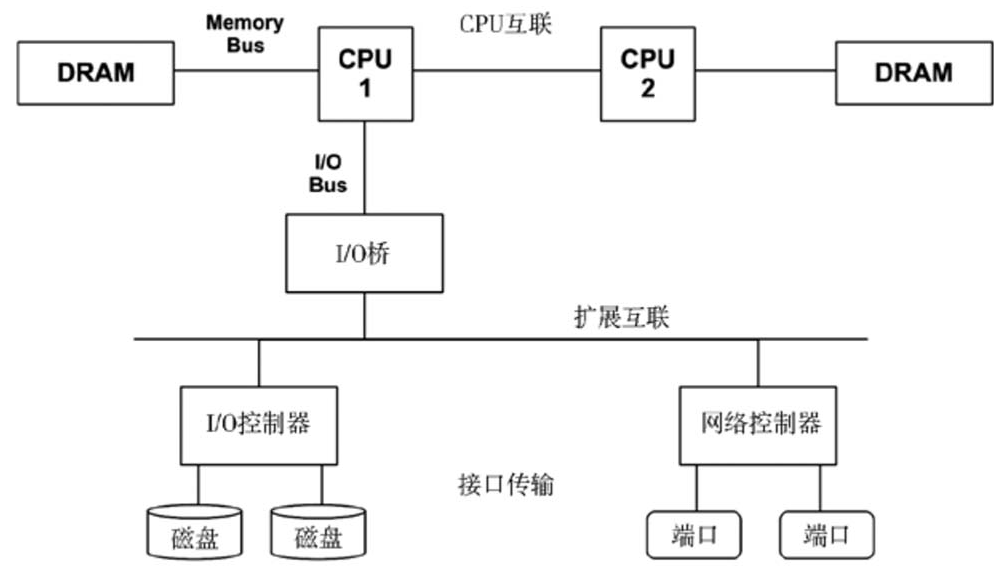 Memory
Bus
CPU互联
DRAM
CPU
1
CPU
2
DRAM
I/O
Bus
I/O桥
扩展互联
I/O控制器
网络控制器
接口传输
磁盘
磁盘
端口
端口